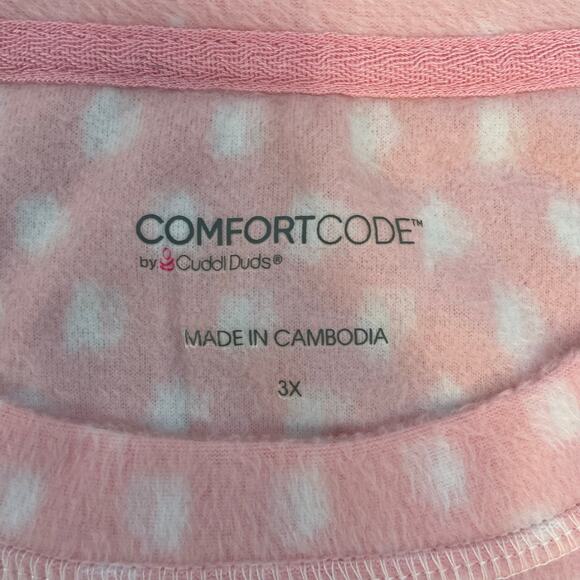 COMFORTCODE™
by Cuddl Duds®
MADE IN CAMBODIA
3X